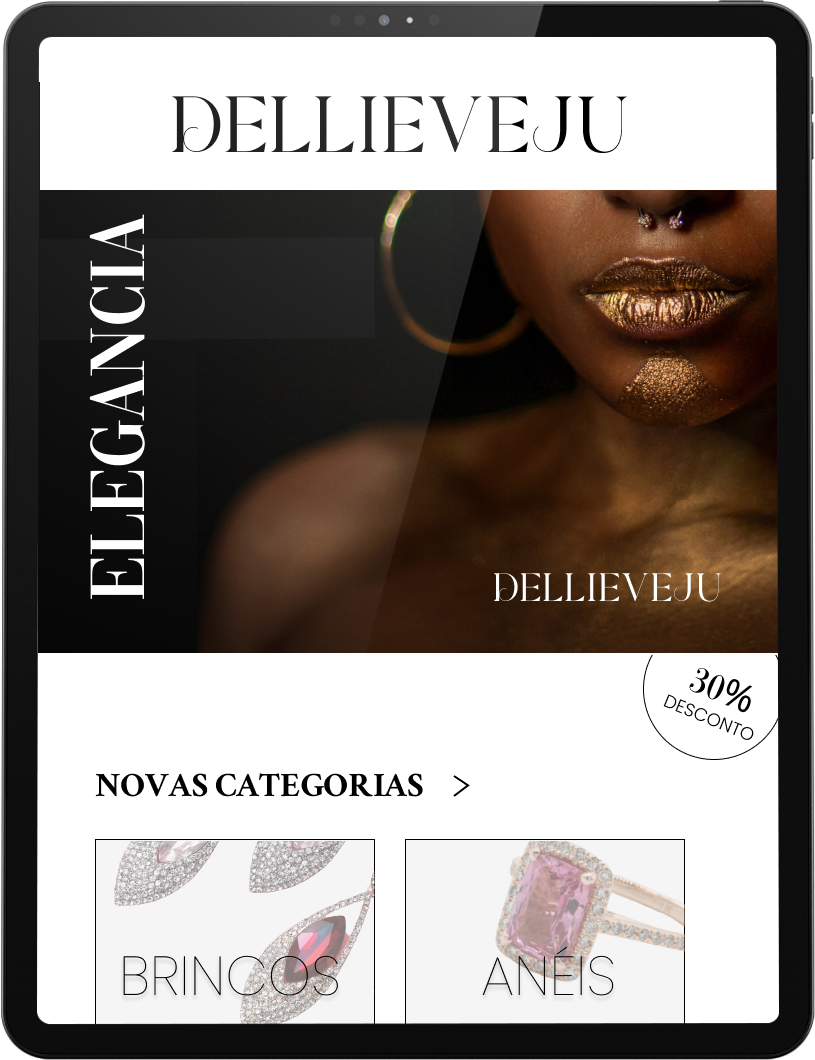 DELLIEVEJU
ELEGANCIA
DELLIEVEJU
30%
DESCONTO
NOVAS CATEGORIAS >
BRINCOS
ANÉIS